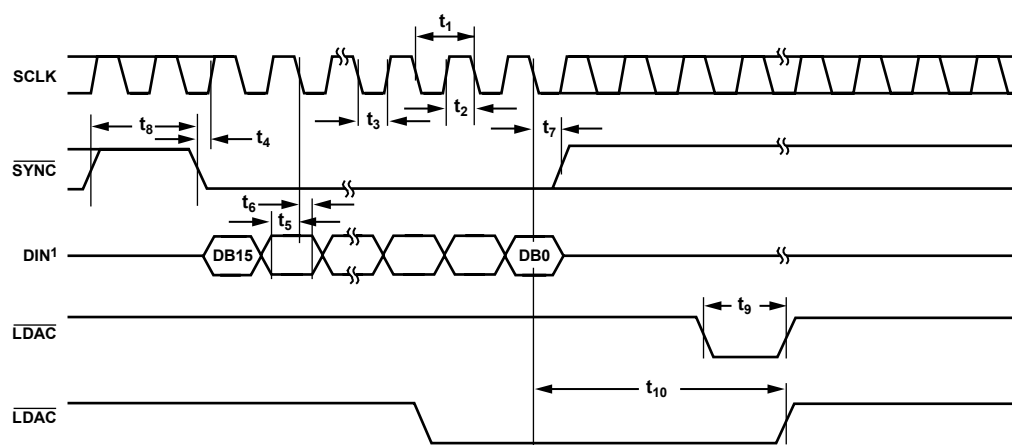 t1
SCLK
t2
t3
t8
t4
t7
SYNC
t6
t5
DIN1
DB15
DB0
t9
LDAC
t10
LDAC